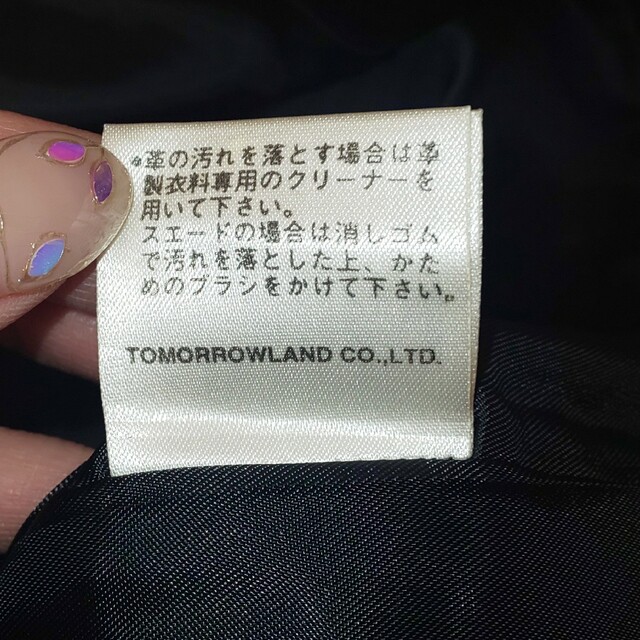 •革の汚れを落とす場合は革
製衣料専用のクリーナーを
用いて下さい。
スエードの場合は消しゴム
で汚れを落とした上、かた
めのブラシをかけて下さい。
TOMORROWLAND CO.,LTD.